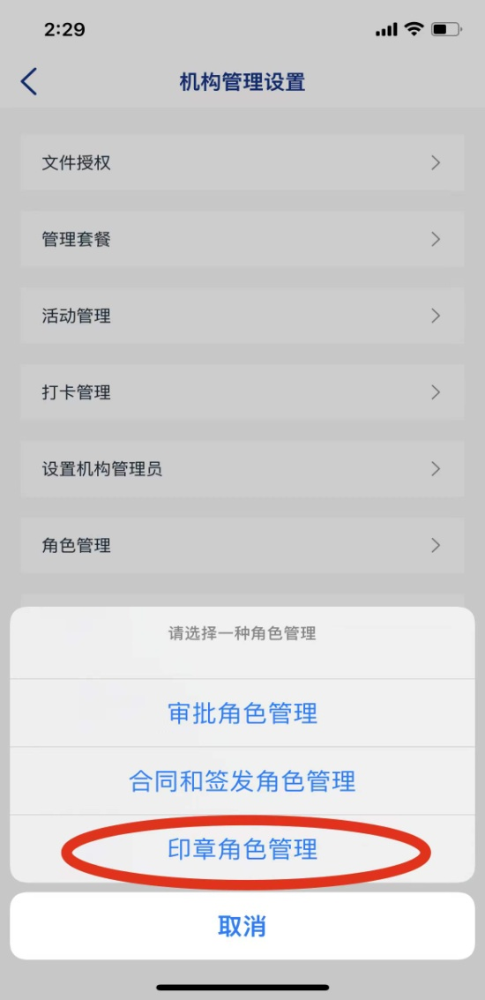 2:29
机构管理设置
文件授权
管理套餐
活动管理
打卡管理
设置机构管理员
角色管理
请选择一种角色管理
审批角色管理
合同和签发角色管理
印章角色管理
取消